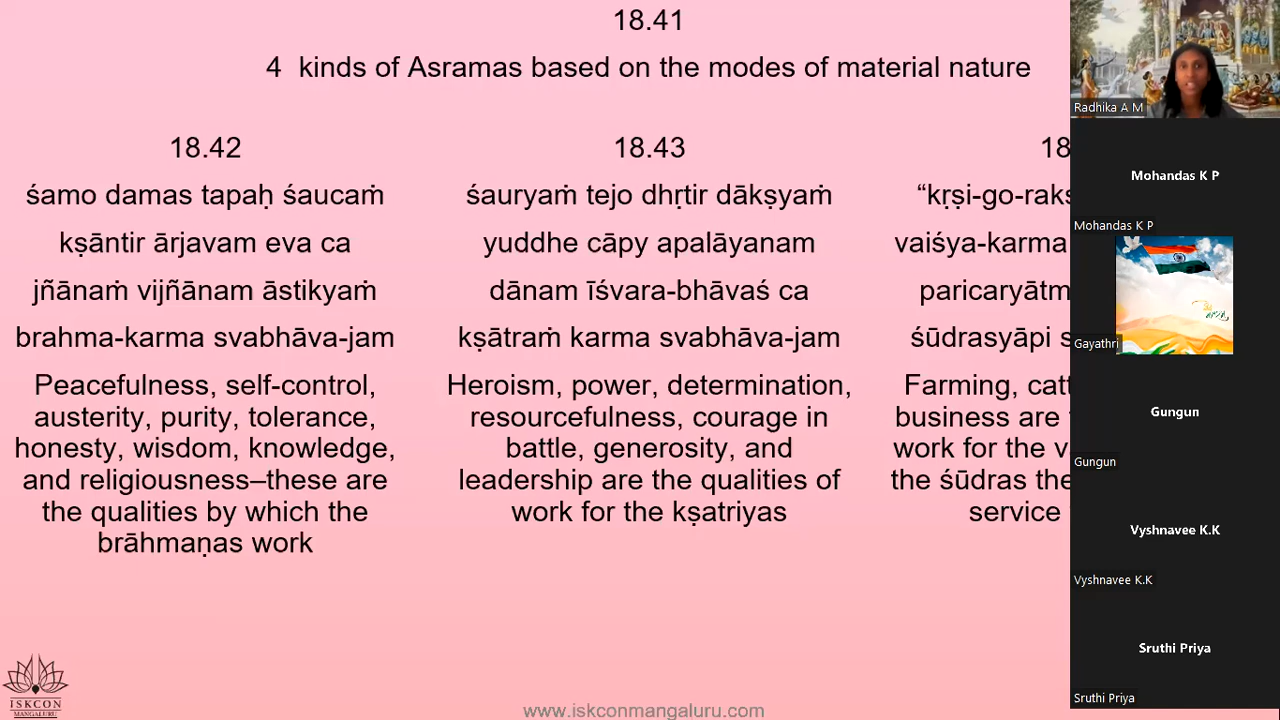 18.41
4 kinds of Asramas based on the modes of material nature
18.42
śamo damas tapaḥ śaucaṁ
kṣāntir ārjavam eva ca
jñānaṁ vijñānam āstikyaṁ
brahma-karma svabhāva-jam
Peacefulness, self-control,
austerity, purity, tolerance,
honesty, wisdom, knowledge,
and religiousness–these are
the qualities by which the
brāhmaṇas work
18.43
śauryaṁ tejo dhṛtir dākṣyaṁ
yuddhe cāpy apalāyanam
dānam īśvara-bhāvaś ca
kṣātraṁ karma svabhāva-jam
Heroism, power, determination,
resourcefulness, courage in
battle, generosity, and
leadership are the qualities of
work for the kṣatriyas
18
“kṛṣi-go-rakṣ
vaiśya-karma
paricaryātm
śūdrasyāpi s
Farming, catt
business are
work for the v
the śūdras the
service
ISKCON
MANGALURU
www.iskconmangaluru.com
Radhika A M
Mohandas K P
Mohandas K P
Gayathri
Gungun
Gungun
Vyshnavee K.K
Vyshnavee K.K
Sruthi Priya
Sruthi Priya